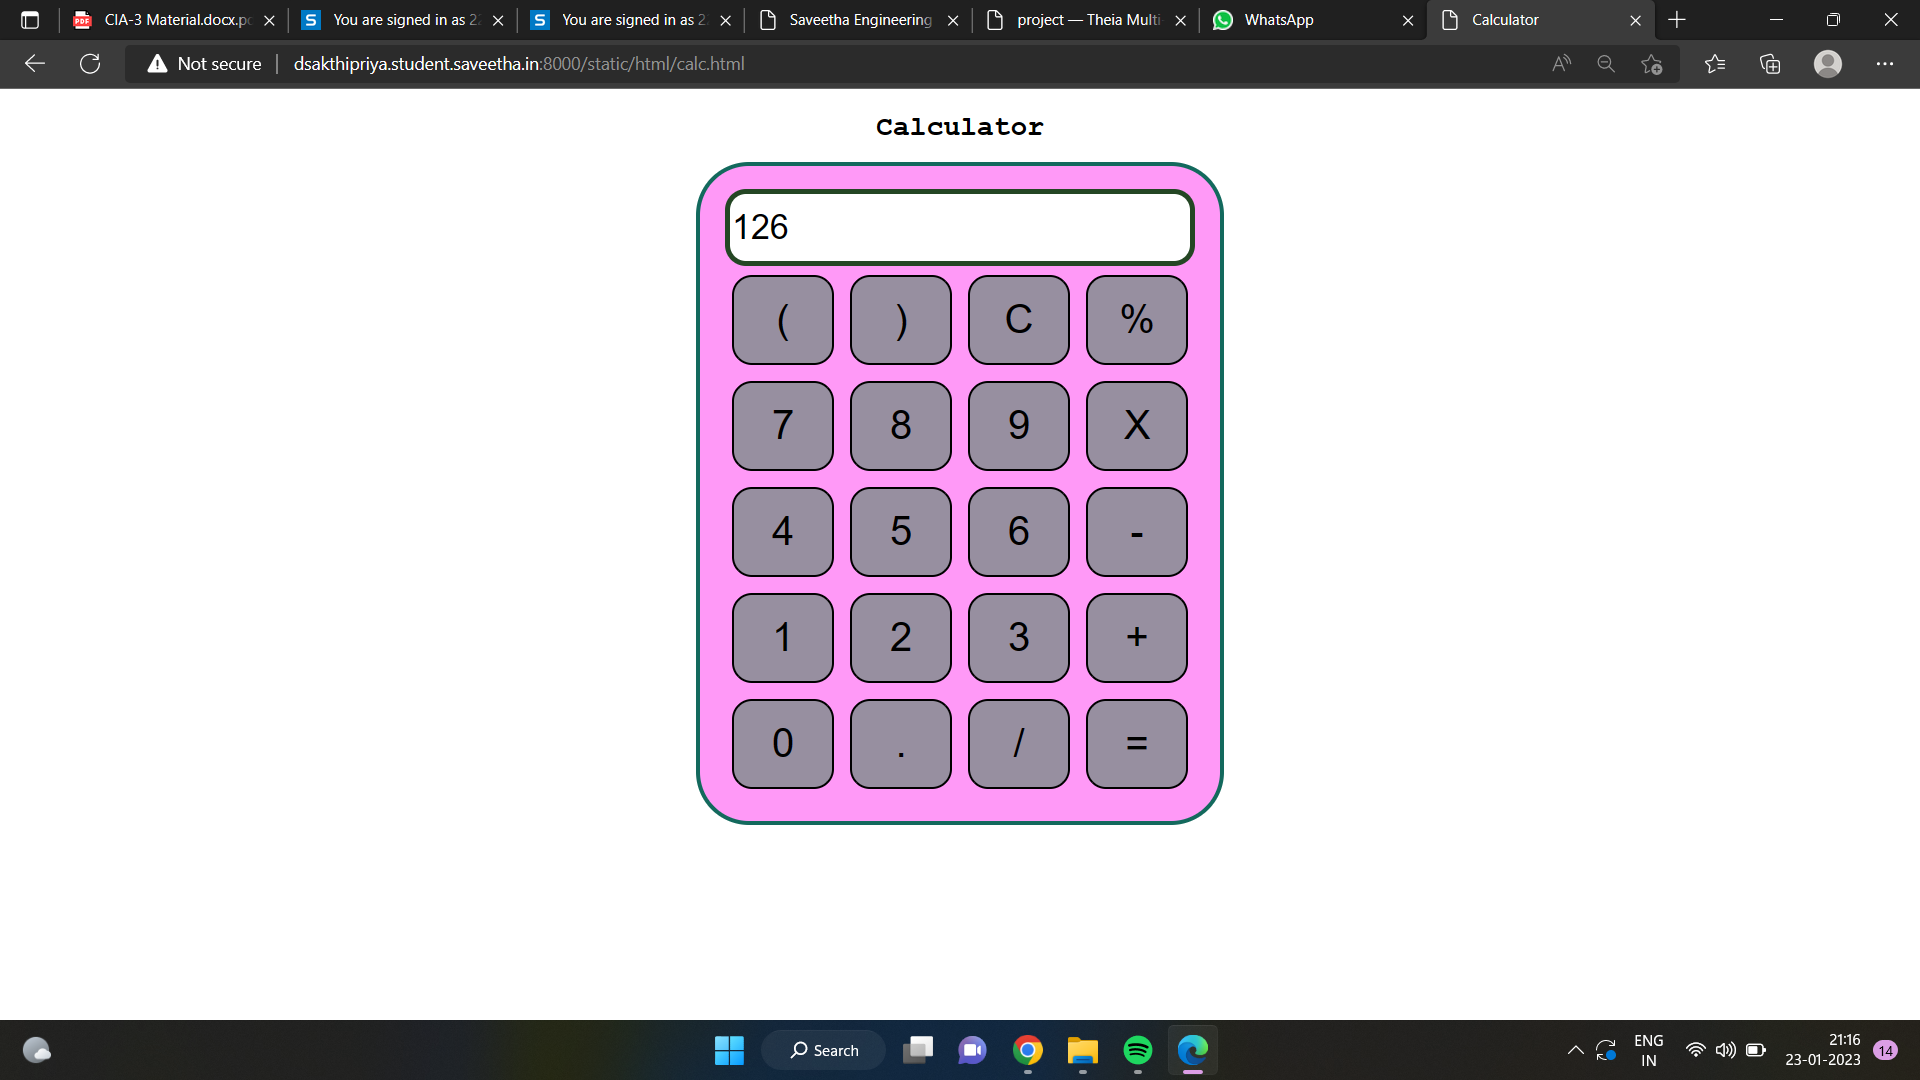 CIA-3 Material.docx.pd
You are signed in as 22
You are signed in as 2
Saveetha Engineering
project — Theia Multi-
WhatsApp
Calculator
Not secure
dsakthipriya.student.saveetha.in:8000/static/html/calc.html
Calculator
126
( ) C %
7 8 9 X
4 5 6 -
1 2 3 +
0 . / =
Search
ENG
IN
21:16
23-01-2023
14